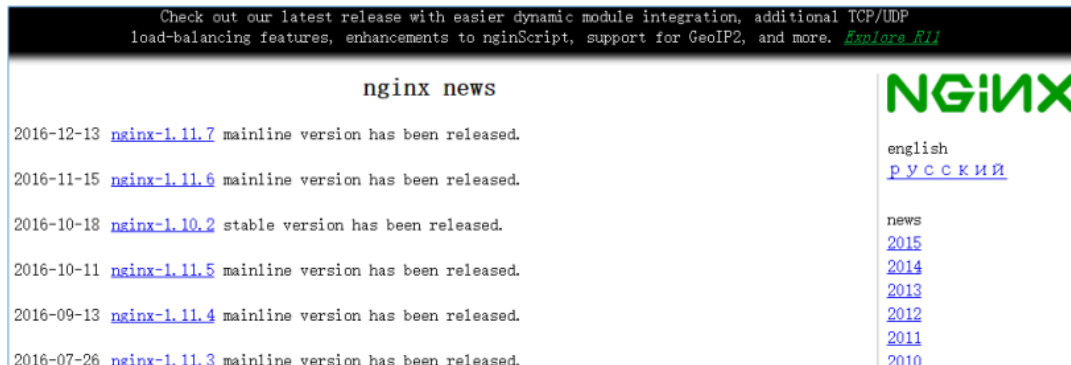 Check out our latest release with easier dynamic module integration, additional TCP/UDP
load-balancing features, enhancements to nginScript, support for GeoIP2, and more. Explore R11
nginx news
2016-12-13 nginx-1.11.7 mainline version has been released.
2016-11-15 nginx-1.11.6 mainline version has been released.
2016-10-18 nginx-1.10.2 stable version has been released.
2016-10-11 nginx-1.11.5 mainline version has been released.
2016-09-13 nginx-1.11.4 mainline version has been released.
2016-07-26 nginx-1.11.3 mainline version has been released.
NGiNX
english
русский
news
2015
2014
2013
2012
2011
2010